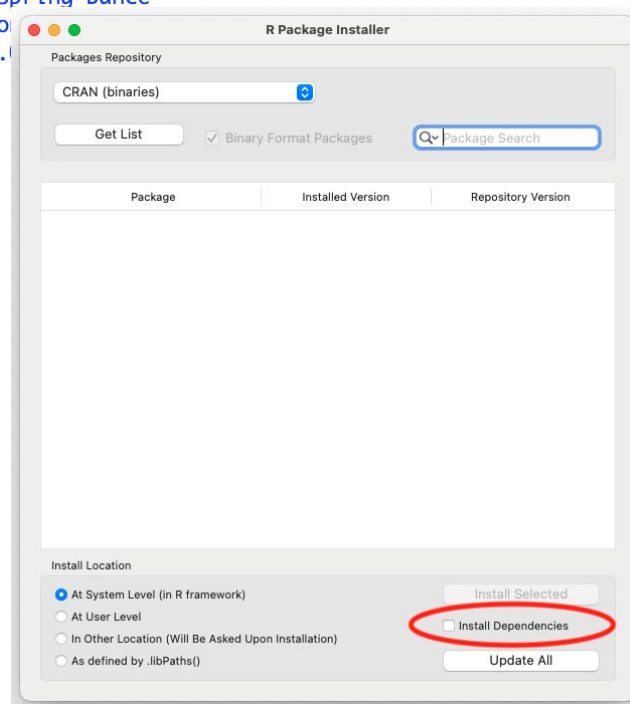 R Package Installer
Packages Repository
CRAN (binaries)
Get List
Binary Format Packages
Package Search
Package Installed Version Repository Version
Install Location
At System Level (in R framework)
Install Selected
At User Level
Install Dependencies
In Other Location (Will Be Asked Upon Installation)
As defined by .libPaths()
Update All